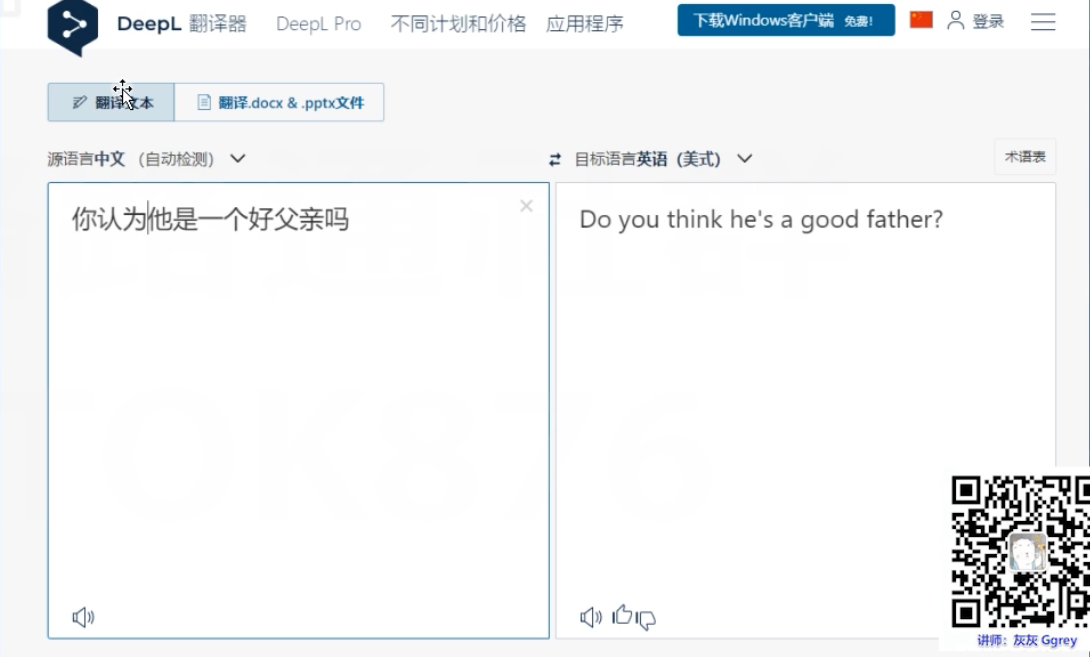 DeepL 翻译器 DeepL Pro 不同计划和价格 应用程序 下载Windows客户端 免费! 登录
翻译文本 翻译.docx & .pptx文件
源语言中文 (自动检测) 目标语言英语 (美式) 术语表
你认为他是一个好父亲吗 Do you think he's a good father?
TOK876
讲师：灰灰 Ggrey